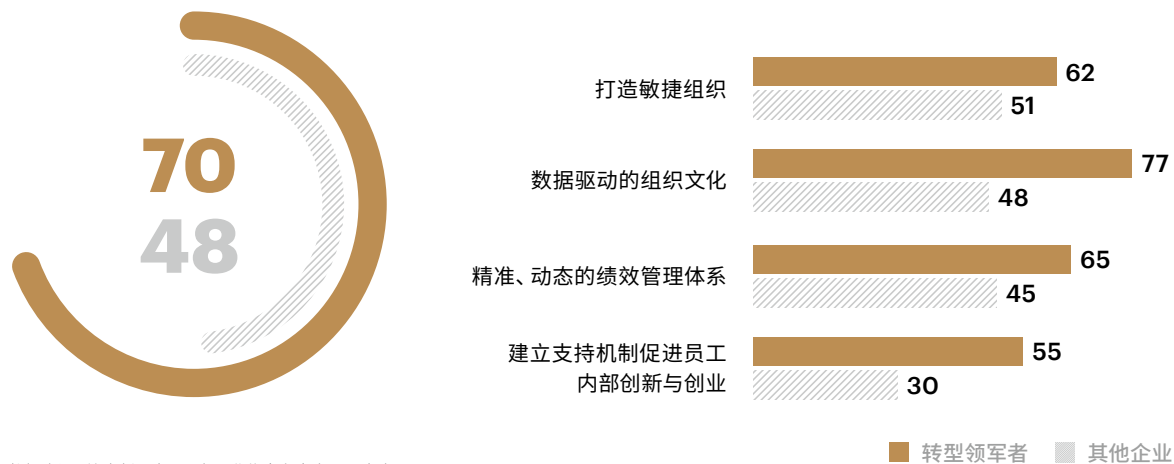 70
48
打造敏捷组织
62
51
数据驱动的组织文化
77
48
精准、动态的绩效管理体系
65
45
建立支持机制促进员工
内部创新与创业
55
30
转型领军者
其他企业